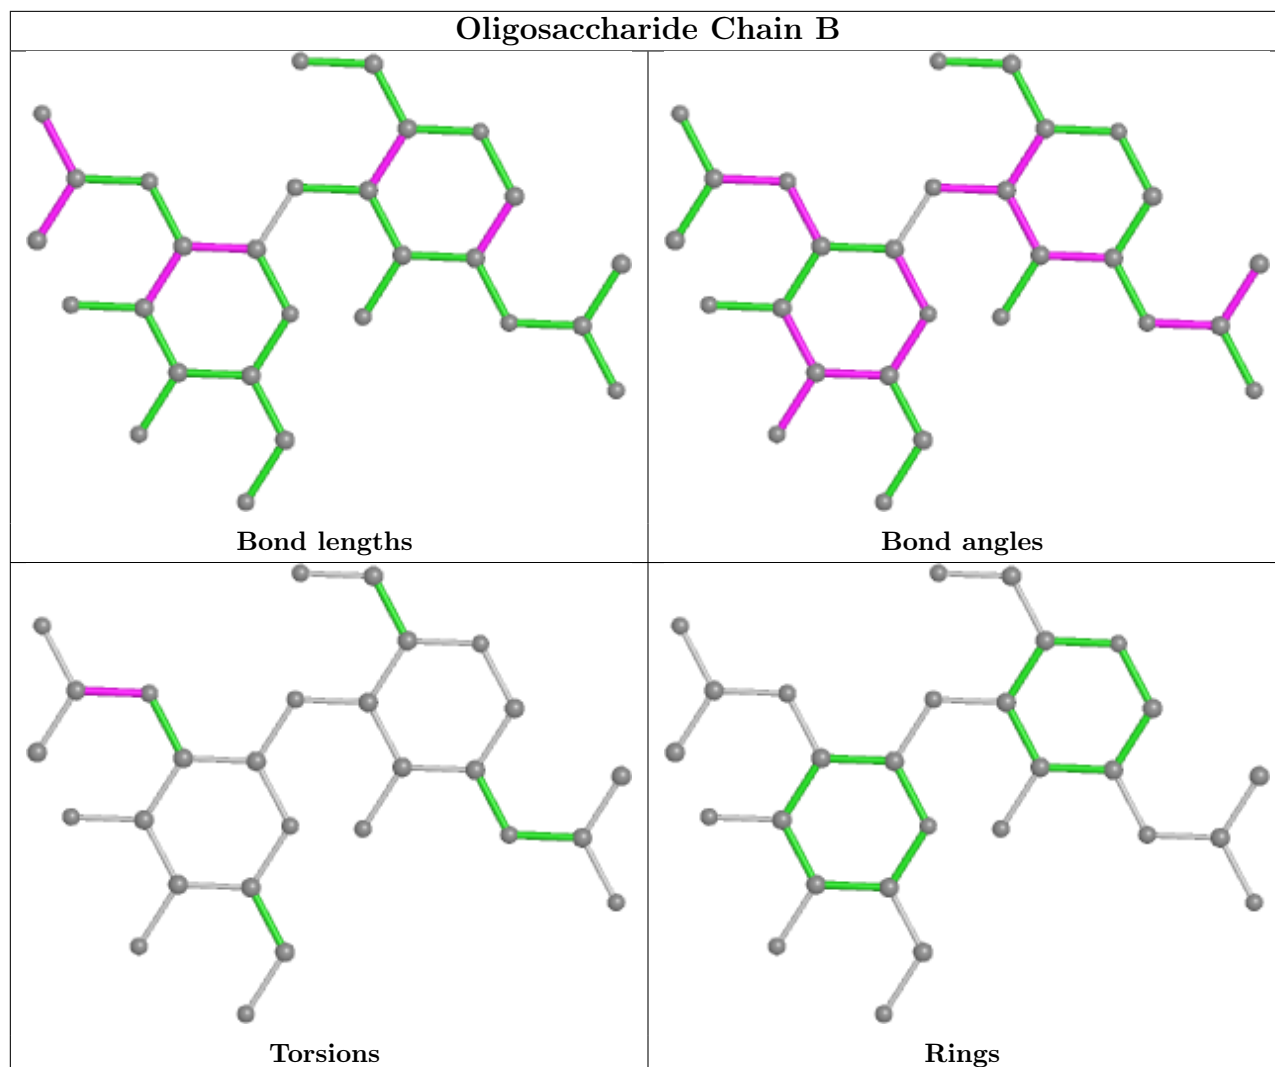 Oligosaccharide Chain B
Bond lengths
Bond angles
Torsions
Rings